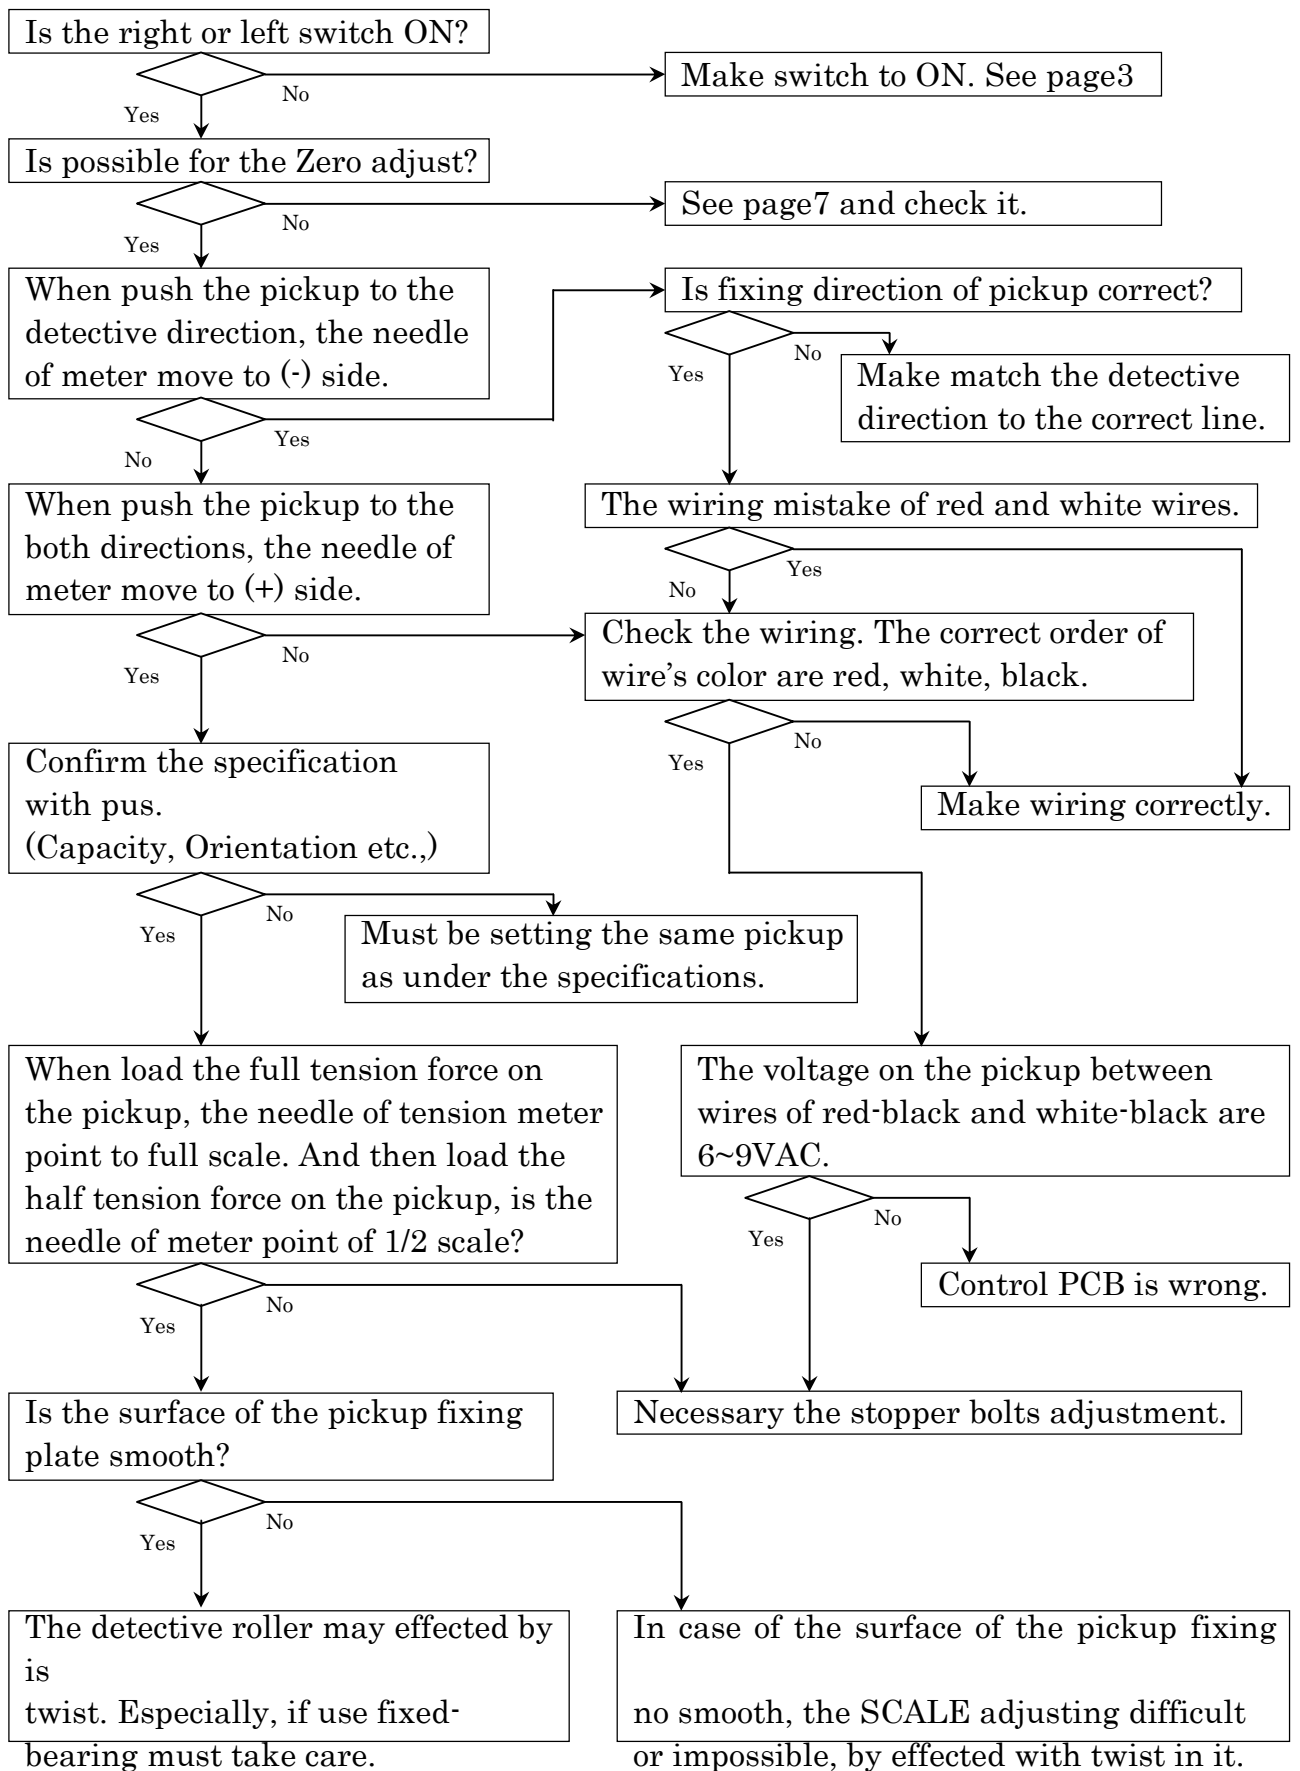 Is the right or left switch ON?
No
Make switch to ON. See page3
Yes
Is possible for the Zero adjust?
No
See page7 and check it.
Yes
When push the pickup to the
detective direction, the needle
of meter move to (-) side.
Yes
No
Is fixing direction of pickup correct?
No
Yes
Make match the detective
direction to the correct line.
When push the pickup to the
both directions, the needle of
meter move to (+) side.
No
Yes
The wiring mistake of red and white wires.
Yes
No
Check the wiring. The correct order of
wire's color are red, white, black.
No
Yes
Make wiring correctly.
Confirm the specification
with pus.
(Capacity, Orientation etc.,)
No
Yes
Must be setting the same pickup
as under the specifications.
When load the full tension force on
the pickup, the needle of tension meter
point to full scale. And then load the
half tension force on the pickup, is the
needle of meter point of 1/2 scale?
No
Yes
The voltage on the pickup between
wires of red-black and white-black are
6~9VAC.
No
Yes
Control PCB is wrong.
Is the surface of the pickup fixing
plate smooth?
No
Yes
Necessary the stopper bolts adjustment.
The detective roller may effected by
is
twist. Especially, if use fixed-
bearing must take care.
In case of the surface of the pickup fixing
no smooth, the SCALE adjusting difficult
or impossible, by effected with twist in it.